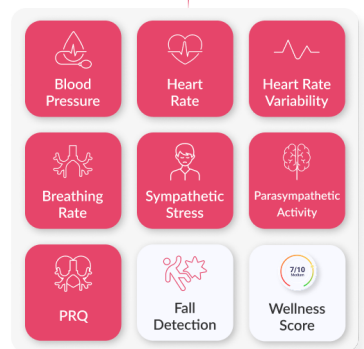 Blood
Pressure
Heart
Rate
Heart Rate
Variability
Breathing
Rate
Sympathetic
Stress
Parasympathetic
Activity
PRQ
Fall
Detection
7/10
Medium
Wellness
Score